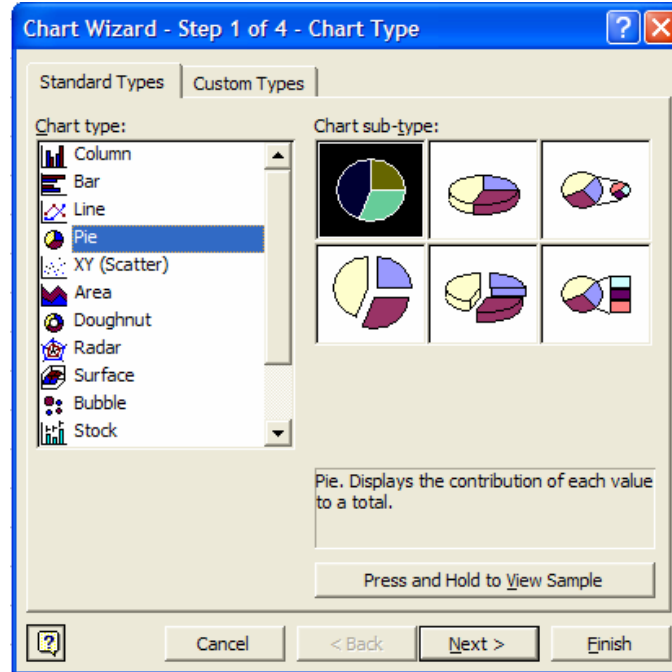 Chart Wizard - Step 1 of 4 - Chart Type
?
Standard Types
Custom Types
Chart type:
Chart sub-type:
Column
Bar
Line
Pie
XY (Scatter)
Area
Doughnut
Radar
Surface
Bubble
Stock
Pie. Displays the contribution of each value
to a total.
Press and Hold to View Sample
?
Cancel
< Back
Next >
Finish